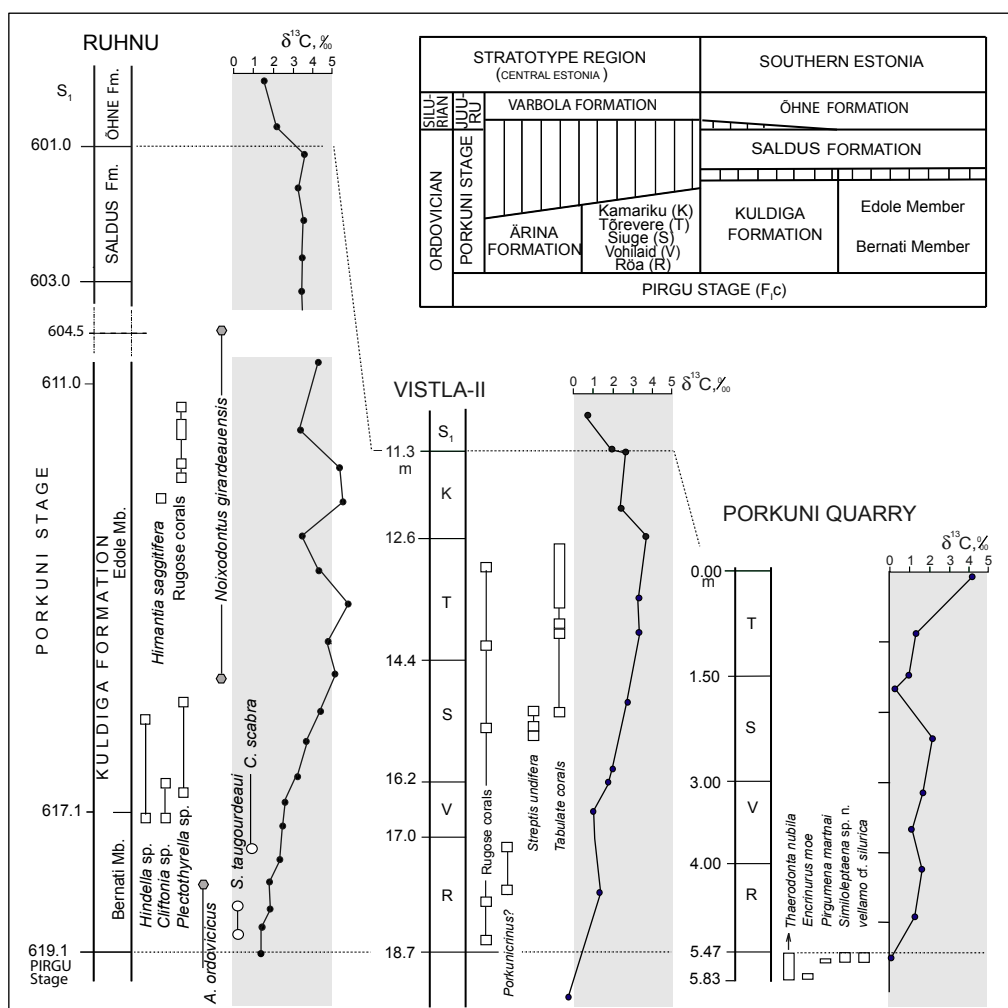 RUHNU
δ13C, ‰
0 1 2 3 4 5
S1
ÕHNE Fm.
601.0
SALDUS Fm.
603.0
604.5
611.0
PORKUNI STAGE
KULDIGA FORMATION
Edole Mb.
617.1
Bernati Mb.
619.1
PIRGU
Stage
Hindella sp.
Cliftonia sp.
Plectothyrella sp.
Himantia saggitifera
Rugose corals
Noixodontus girardeauensis
A. ordovicicus
S. taugourdeaui
C. scabra
STRATOTYPE REGION
(CENTRAL ESTONIA)
SOUTHERN ESTONIA
SILU-
RIAN
JUU-
RU
VARBOLA FORMATION
ÕHNE FORMATION
ORDOVICIAN
PORKUNI STAGE
SALDUS FORMATION
ÄRINA
FORMATION
Kamariku (K)
Tõrevere (T)
Siuge (S)
Vohilaid (V)
Röa (R)
KULDIGA
FORMATION
Edole Member
Bernati Member
PIRGU STAGE (FIc)
VISTLA-II
δ13C, ‰
0 1 2 3 4 5
S1
11.3
m
K
12.6
T
14.4
S
16.2
V
17.0
R
18.7
Rugose corals
Porkunicrinus?
Streptis undifera
Tabulate corals
PORKUNI QUARRY
δ13C, ‰
0 1 2 3 4 5
0.00
m
T
1.50
S
3.00
V
4.00
R
5.47
5.83
Thaerodonta nubila
Encrinurus moe
Pirgumena martnai
Similoleptaena sp. n.
vellamo cf. silurica